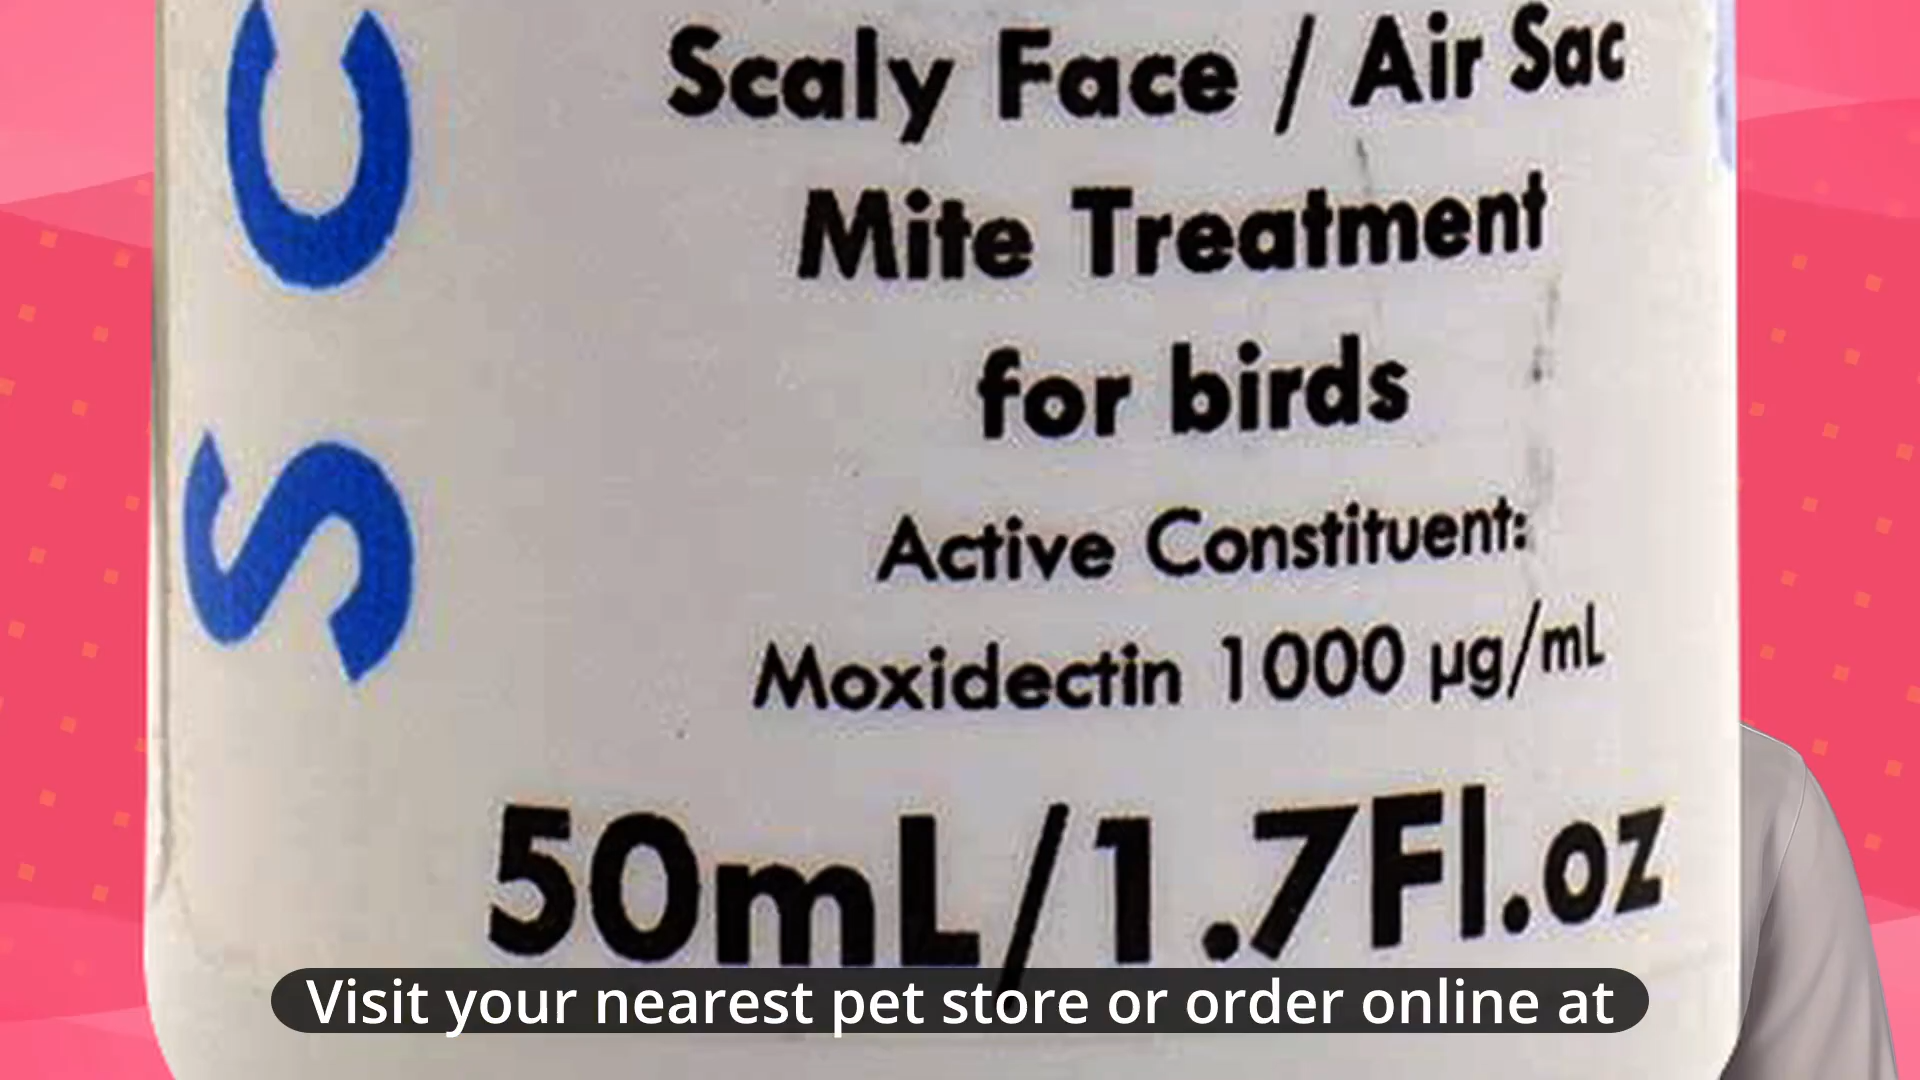 S C
Scaly Face / Air Sac
Mite Treatment
for birds
Active Constituent:
Moxidectin 1000 µg/mL
50mL/1.7Fl.oz
Visit your nearest pet store or order online at